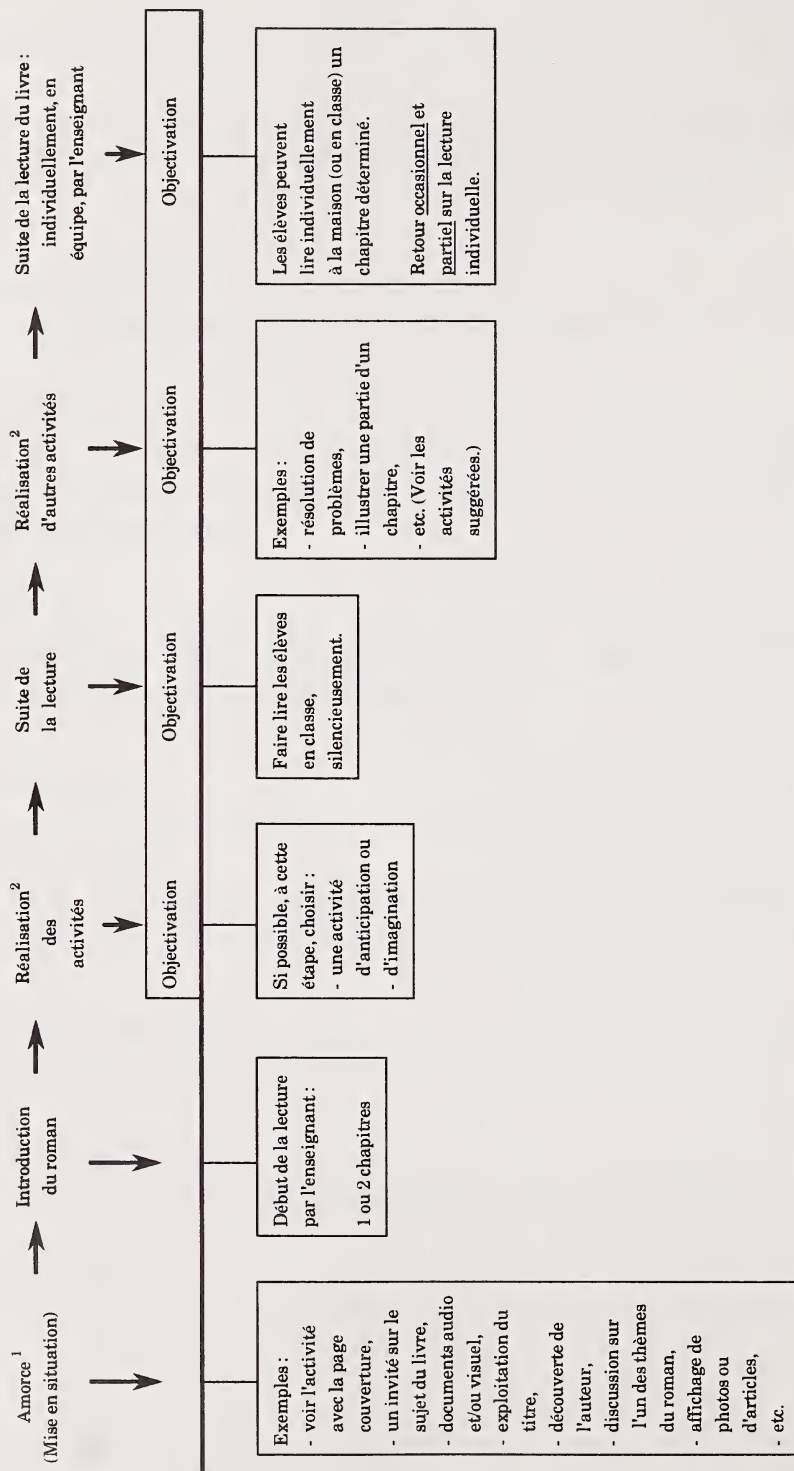 Amorce 1
(Mise en situation)
Introduction
du roman
Réalisation2
des
activités
Suite de
la lecture
Réalisation2
d'autres activités
Suite de la lecture du livre :
individuellement, en
équipe, par l'enseignant
Objectivation
Objectivation
Objectivation
Objectivation
Exemples :
- voir l'activité
avec la page
couverture,
- un invité sur le
sujet du livre,
- documents audio
et/ou visuel,
- exploitation du
titre,
- découverte de
l'auteur,
- discussion sur
l'un des thèmes
du roman,
- affichage de
photos ou
d'articles,
- etc.
Début de la lecture
par l'enseignant :
1 ou 2 chapitres
Si possible, à cette
étape, choisir :
- une activité
d'anticipation ou
- d'imagination
Faire lire les élèves
en classe,
silencieusement.
Exemples :
- résolution de
problèmes,
- illustrer une partie d'un
chapitre,
- etc. (Voir les
activités
suggérées.)
Les élèves peuvent
lire individuellement
à la maison (ou en classe) un
chapitre déterminé.
Retour occasionnel et
partiel sur la lecture
individuelle.